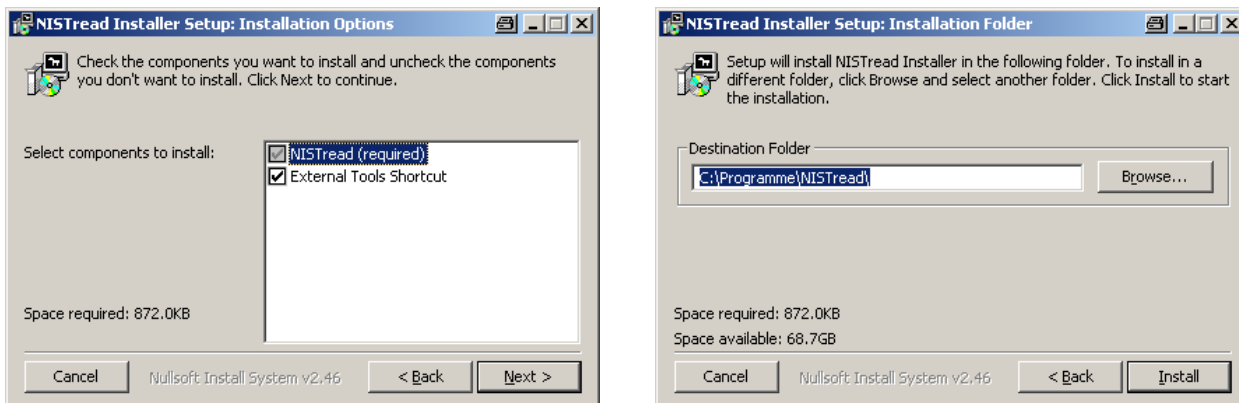 NISTread Installer Setup: Installation Options
Check the components you want to install and uncheck the components
you don't want to install. Click Next to continue.
Select components to install:
NISTread (required)
External Tools Shortcut
Space required: 872.0KB
Cancel
Nullsoft Install System v2.46
< Back
Next >
NISTread Installer Setup: Installation Folder
Setup will install NISTread Installer in the following folder. To install in a
different folder, click Browse and select another folder. Click Install to start
the installation.
Destination Folder
C:\Programme\NISTread\
Browse...
Space required: 872.0KB
Space available: 68.7GB
Cancel
Nullsoft Install System v2.46
< Back
Install